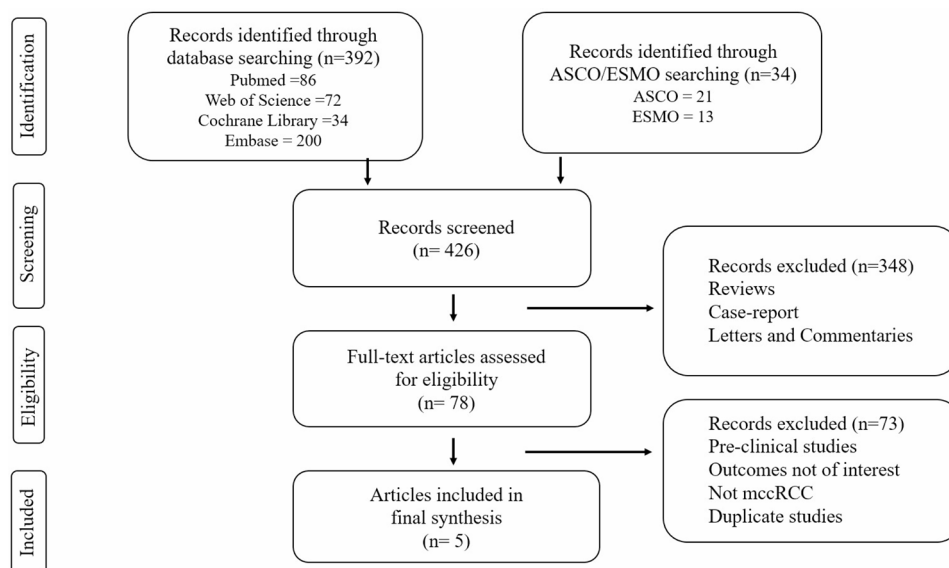 Identification
Records identified through
database searching (n=392)
Pubmed =86
Web of Science =72
Cochrane Library =34
Embase = 200
Records identified through
ASCO/ESMO searching (n=34)
ASCO = 21
ESMO = 13
Screening
Records screened
(n= 426)
Records excluded (n=348)
Reviews
Case-report
Letters and Commentaries
Eligibility
Full-text articles assessed
for eligibility
(n= 78)
Records excluded (n=73)
Pre-clinical studies
Outcomes not of interest
Not mccRCC
Duplicate studies
Included
Articles included in
final synthesis
(n= 5)